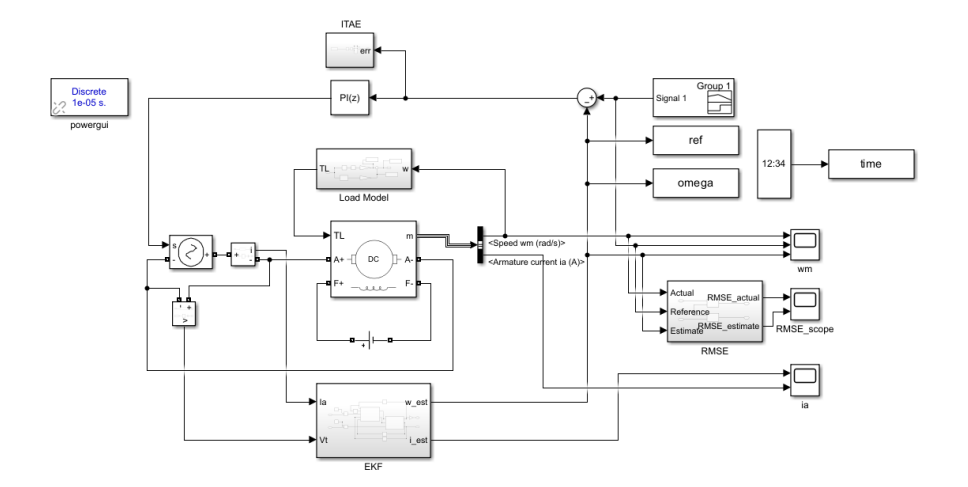 ITAE
err
Discrete
1e-05 s.
powergui
PI(z)
_+
Signal 1
Group 1
ref
omega
12:34
time
TL
w
Load Model
TL
m
DC
A+
A-
F+
F-
+
<Speed wm (rad/s)>
<Armature current ia (A)>
s
-
+
+
i
-
- +
v
wm
Actual
Reference
Estimate
RMSE_actual
RMSE_estimate
RMSE
RMSE_scope
ia
Ia
Vt
w_est
i_est
EKF